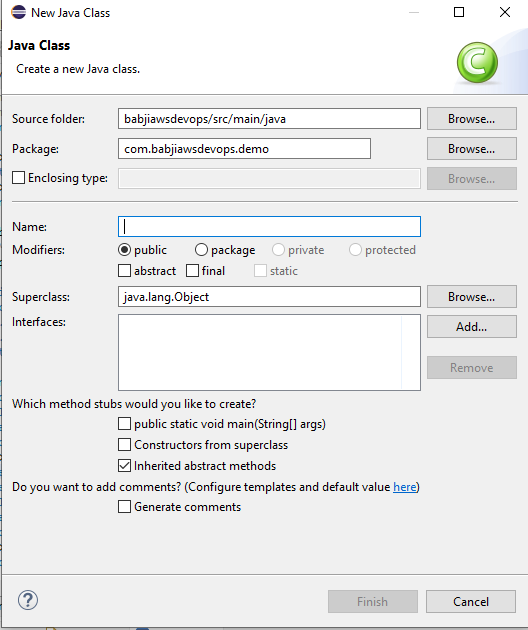 New Java Class
Java Class
Create a new Java class.
C
Source folder: babjiawsdevops/src/main/java Browse...
Package: com.babjiawsdevops.demo Browse...
Enclosing type: Browse...
Name:
Modifiers: public package private protected
abstract final static
Superclass: java.lang.Object Browse...
Interfaces: Add...
Remove
Which method stubs would you like to create?
public static void main(String[] args)
Constructors from superclass
Inherited abstract methods
Do you want to add comments? (Configure templates and default value here)
Generate comments
? Finish Cancel